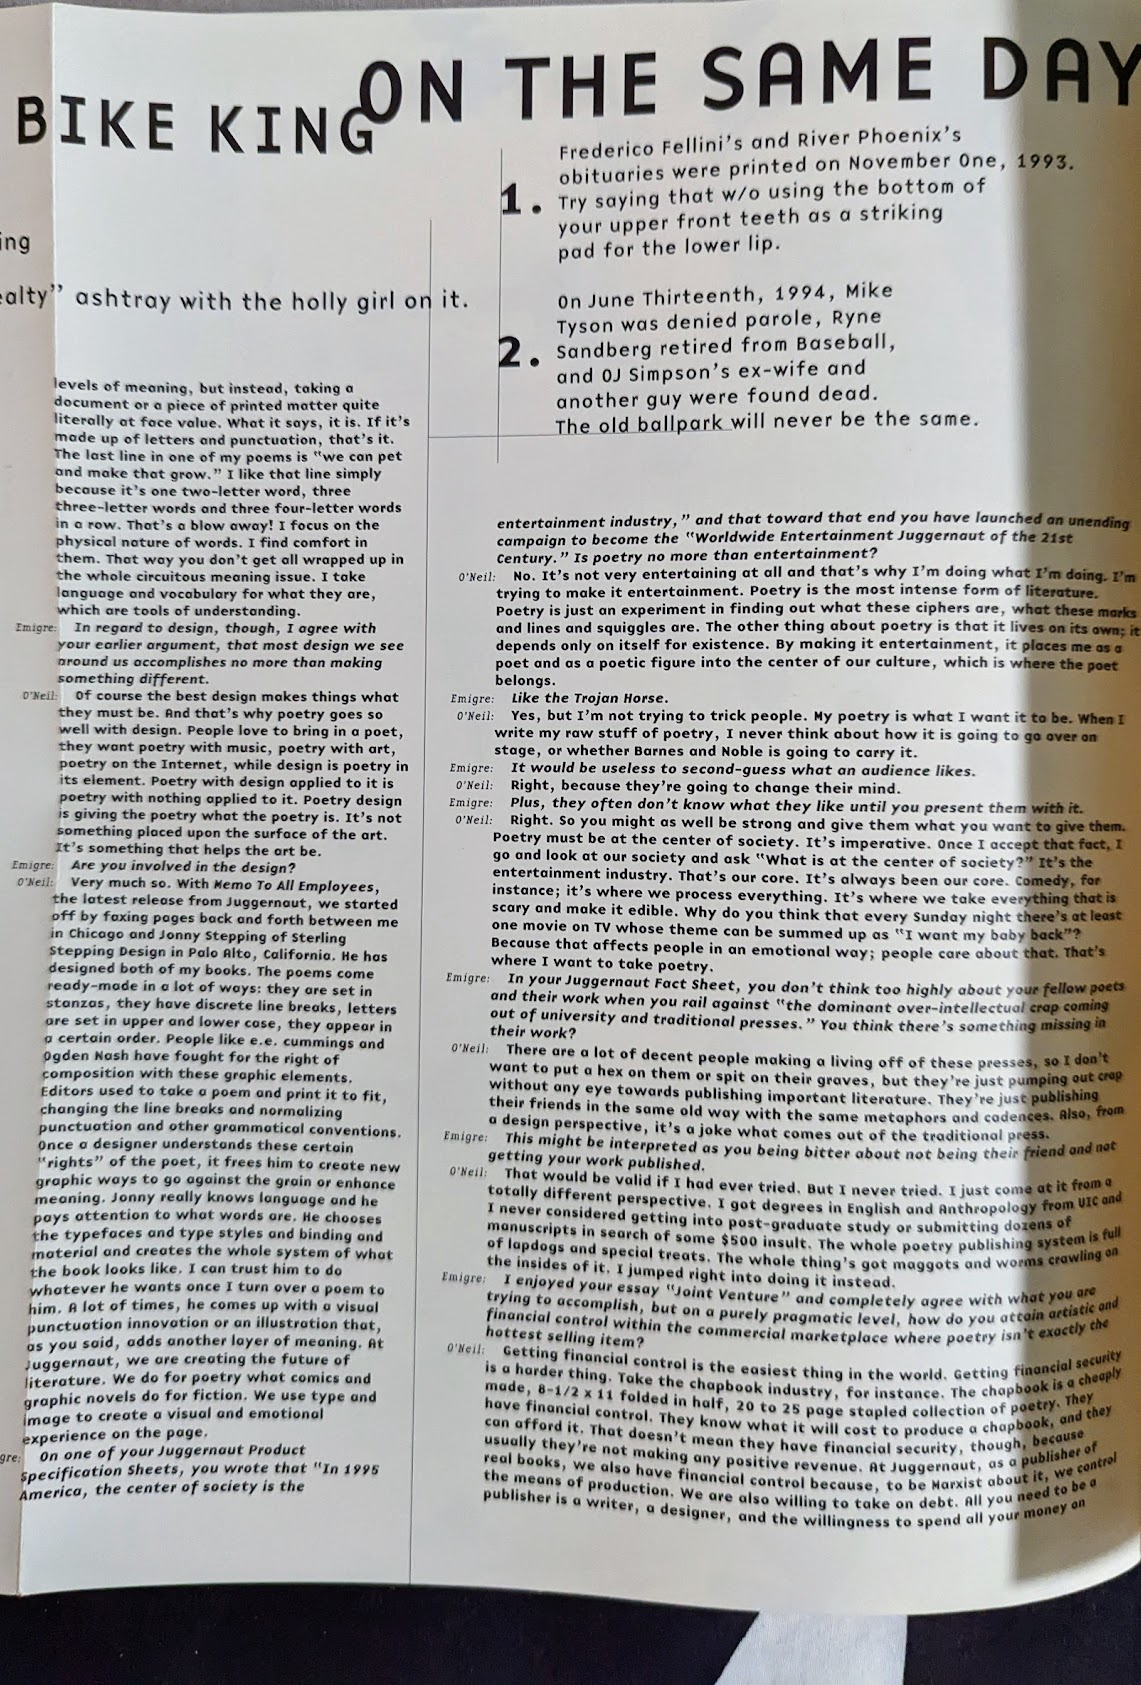 BIKE KING
ing
ealty” ashtray with the holly girl on it.
ON THE SAME DAY
1. Frederico Fellini’s and River Phoenix’s
obituaries were printed on November One, 1993.
Try saying that w/o using the bottom of
your upper front teeth as a striking
pad for the lower lip.
2. On June Thirteenth, 1994, Mike
Tyson was denied parole, Ryne
Sandberg retired from Baseball,
and OJ Simpson’s ex-wife and
another guy were found dead.
The old ballpark will never be the same.
levels of meaning, but instead, taking a
document or a piece of printed matter quite
literally at face value. What it says, it is. If it’s
made up of letters and punctuation, that’s it.
The last line in one of my poems is “we can pet
and make that grow.” I like that line simply
because it’s one two-letter word, three
three-letter words and three four-letter words
in a row. That’s a blow away! I focus on the
physical nature of words. I find comfort in
them. That way you don’t get all wrapped up in
the whole circuitous meaning issue. I take
language and vocabulary for what they are,
which are tools of understanding.
Emigre: In regard to design, though, I agree with
your earlier argument, that most design we see
around us accomplishes no more than making
something different.
O’Neil: Of course the best design makes things what
they must be. And that’s why poetry goes so
well with design. People love to bring in a poet,
they want poetry with music, poetry with art,
poetry on the Internet, while design is poetry in
its element. Poetry with design applied to it is
poetry with nothing applied to it. Poetry design
is giving the poetry what the poetry is. It’s not
something placed upon the surface of the art.
It’s something that helps the art be.
Emigre: Are you involved in the design?
O’Neil: Very much so. With Memo To All Employees,
the latest release from Juggernaut, we started
off by faxing pages back and forth between me
in Chicago and Jonny Stepping of Sterling
Stepping Design in Palo Alto, California. He has
designed both of my books. The poems come
ready-made in a lot of ways: they are set in
stanzas, they have discrete line breaks, letters
are set in upper and lower case, they appear in
a certain order. People like e.e. cummings and
Ogden Nash have fought for the right of
composition with these graphic elements.
Editors used to take a poem and print it to fit,
changing the line breaks and normalizing
punctuation and other grammatical conventions.
Once a designer understands these certain
“rights” of the poet, it frees him to create new
graphic ways to go against the grain or enhance
meaning. Jonny really knows language and he
pays attention to what words are. He chooses
the typefaces and type styles and binding and
material and creates the whole system of what
the book looks like. I can trust him to do
whatever he wants once I turn over a poem to
him. A lot of times, he comes up with a visual
punctuation innovation or an illustration that,
as you said, adds another layer of meaning. At
Juggernaut, we are creating the future of
literature. We do for poetry what comics and
graphic novels do for fiction. We use type and
image to create a visual and emotional
experience on the page.
gre: On one of your Juggernaut Product
Specification Sheets, you wrote that “In 1995
America, the center of society is the
entertainment industry,” and that toward that end you have launched an unending
campaign to become the “Worldwide Entertainment Juggernaut of the 21st
Century.” Is poetry no more than entertainment?
O’Neil: No. It’s not very entertaining at all and that’s why I’m doing what I’m doing. I’m
trying to make it entertainment. Poetry is the most intense form of literature.
Poetry is just an experiment in finding out what these ciphers are, what these marks
and lines and squiggles are. The other thing about poetry is that it lives on its own; it
depends only on itself for existence. By making it entertainment, it places me as a
poet and as a poetic figure into the center of our culture, which is where the poet
belongs.
Emigre: Like the Trojan Horse.
O’Neil: Yes, but I’m not trying to trick people. My poetry is what I want it to be. When I
write my raw stuff of poetry, I never think about how it is going to go over on
stage, or whether Barnes and Noble is going to carry it.
Emigre: It would be useless to second-guess what an audience likes.
O’Neil: Right, because they’re going to change their mind.
Emigre: Plus, they often don’t know what they like until you present them with it.
O’Neil: Right. So you might as well be strong and give them what you want to give them.
Poetry must be at the center of society. It’s imperative. Once I accept that fact, I
go and look at our society and ask “What is at the center of society?” It’s the
entertainment industry. That’s our core. It’s always been our core. Comedy, for
instance; it’s where we process everything. It’s where we take everything that is
scary and make it edible. Why do you think that every Sunday night there’s at least
one movie on TV whose theme can be summed up as “I want my baby back”?
Because that affects people in an emotional way; people care about that. That’s
where I want to take poetry.
Emigre: In your Juggernaut Fact Sheet, you don’t think too highly about your fellow poets
and their work when you rail against “the dominant over-intellectual crap coming
out of university and traditional presses.” You think there’s something missing in
their work?
O’Neil: There are a lot of decent people making a living off of these presses, so I don’t
want to put a hex on them or spit on their graves, but they’re just pumping out crap
without any eye towards publishing important literature. They’re just publishing
their friends in the same old way with the same metaphors and cadences. Also, from
a design perspective, it’s a joke what comes out of the traditional press.
Emigre: This might be interpreted as you being bitter about not being their friend and not
getting your work published.
O’Neil: That would be valid if I had ever tried. But I never tried. I just come at it from a
totally different perspective. I got degrees in English and Anthropology from UIC and
I never considered getting into post-graduate study or submitting dozens of
manuscripts in search of some $500 insult. The whole poetry publishing system is full
of lapdogs and special treats. The whole thing’s got maggots and worms crawling on
the insides of it. I jumped right into doing it instead.
Emigre: I enjoyed your essay “Joint Venture” and completely agree with what you are
trying to accomplish, but on a purely pragmatic level, how do you attain artistic and
financial control within the commercial marketplace where poetry isn’t exactly the
hottest selling item?
O’Neil: Getting financial control is the easiest thing in the world. Getting financial security
is a harder thing. Take the chapbook industry, for instance. The chapbook is a cheaply
made, 8-1/2 x 11 folded in half, 20 to 25 page stapled collection of poetry. They
have financial control. They know what it will cost to produce a chapbook, and they
can afford it. That doesn’t mean they have financial security, though, because
usually they’re not making any positive revenue. At Juggernaut, as a publisher of
real books, we also have financial control because, to be Marxist about it, we control
the means of production. We are also willing to take on debt. All you need to be a
publisher is a writer, a designer, and the willingness to spend all your money on